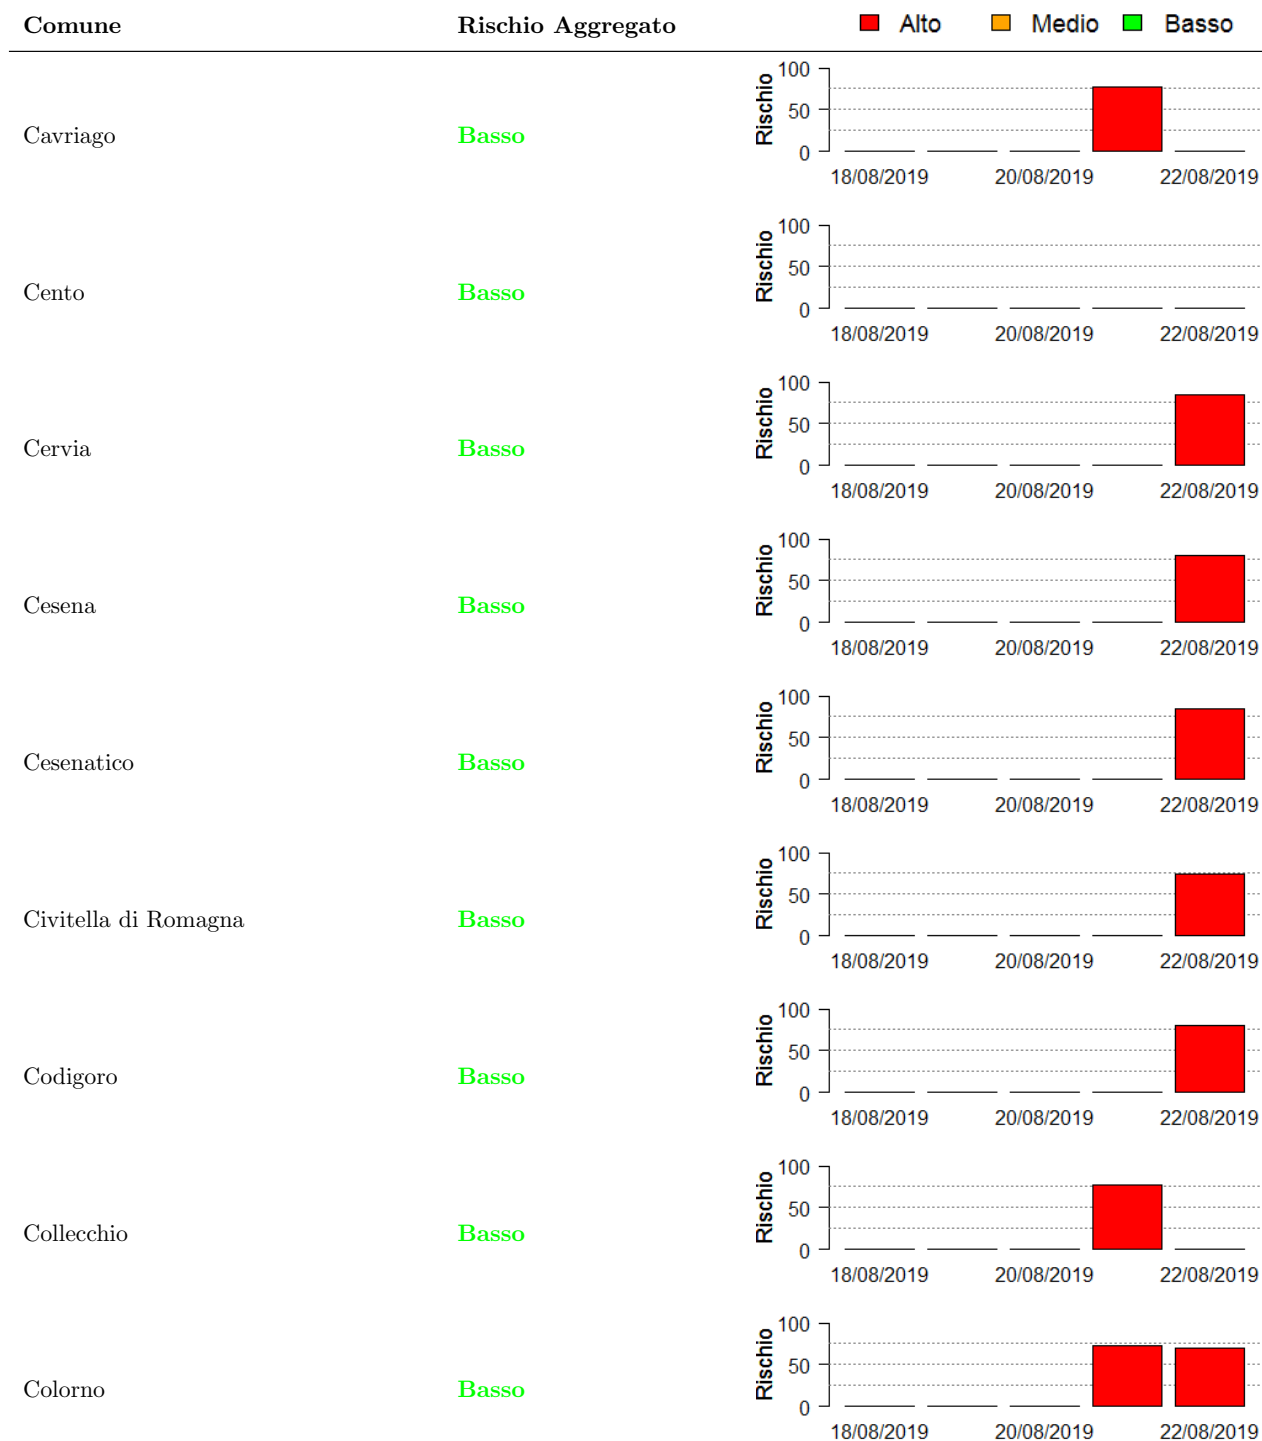 Comune Rischio Aggregato Alto Medio Basso
100
50
0
Rischio
Cavriago Basso
18/08/2019 20/08/2019 22/08/2019
100
50
0
Rischio
Cento Basso
18/08/2019 20/08/2019 22/08/2019
100
50
0
Rischio
Cervia Basso
18/08/2019 20/08/2019 22/08/2019
100
50
0
Rischio
Cesena Basso
18/08/2019 20/08/2019 22/08/2019
100
50
0
Rischio
Cesenatico Basso
18/08/2019 20/08/2019 22/08/2019
100
50
0
Rischio
Civitella di Romagna Basso
18/08/2019 20/08/2019 22/08/2019
100
50
0
Rischio
Codigoro Basso
18/08/2019 20/08/2019 22/08/2019
100
50
0
Rischio
Collecchio Basso
18/08/2019 20/08/2019 22/08/2019
100
50
0
Rischio
Colorno Basso
18/08/2019 20/08/2019 22/08/2019